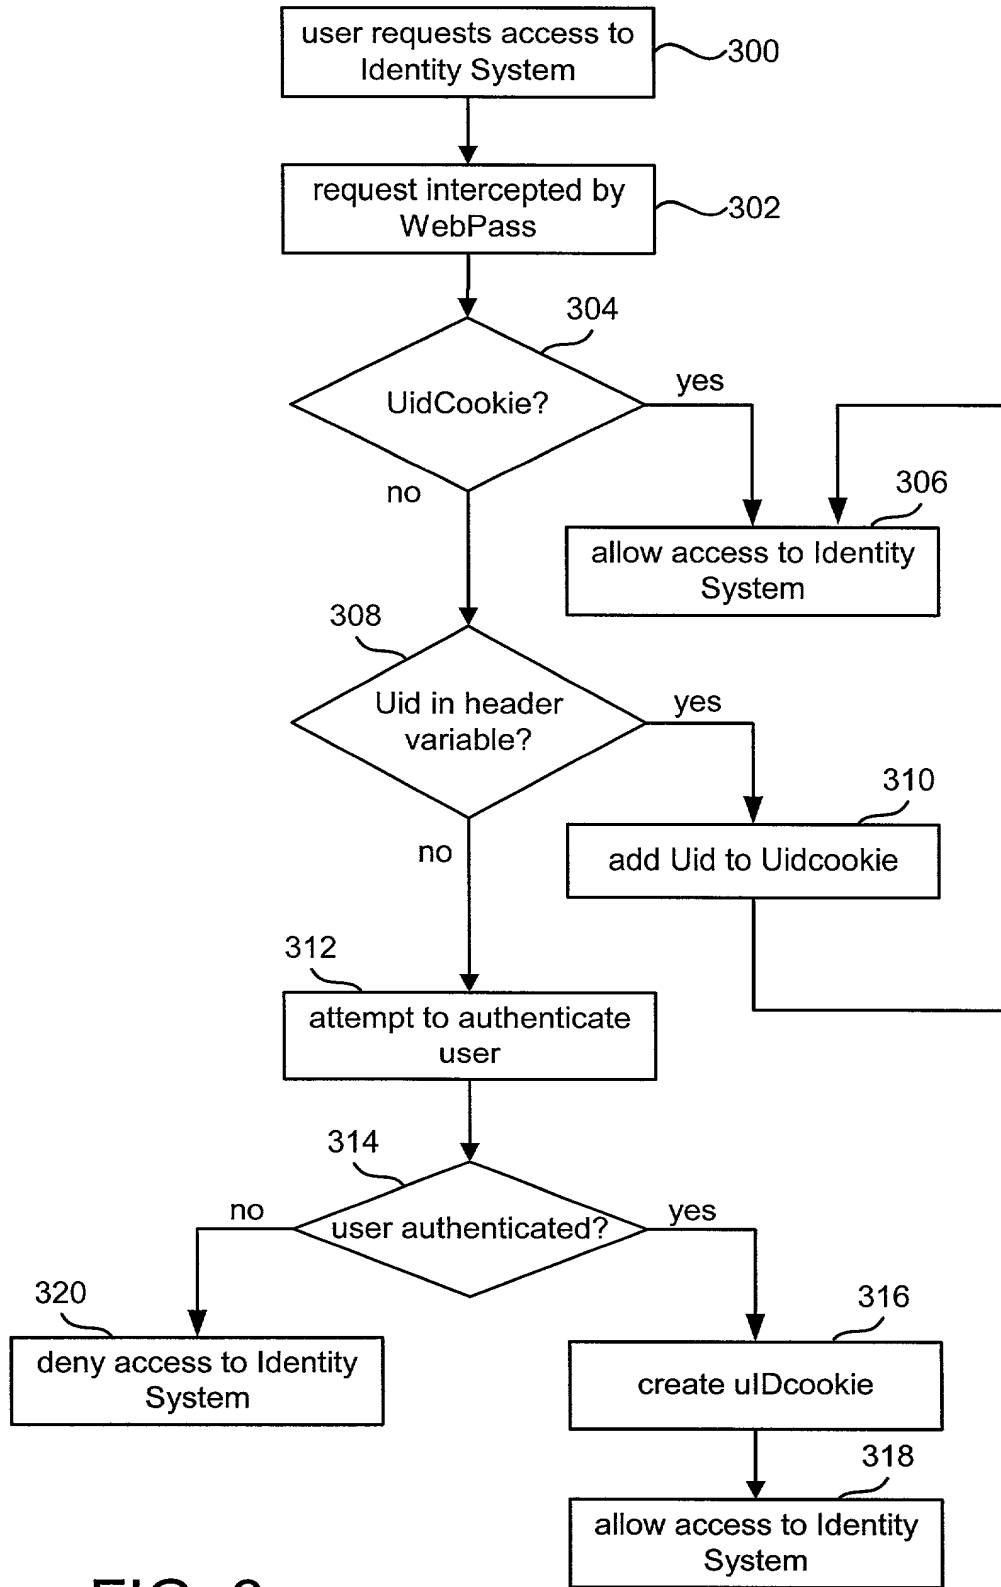 user requests access to
Identity System
300
request intercepted by
WebPass
302
304
UidCookie?
yes
no
306
allow access to Identity
System
308
Uid in header
variable?
yes
no
310
add Uid to Uidcookie
312
attempt to authenticate
user
314
user authenticated?
no
yes
320
deny access to Identity
System
316
create uIDcookie
318
allow access to Identity
System